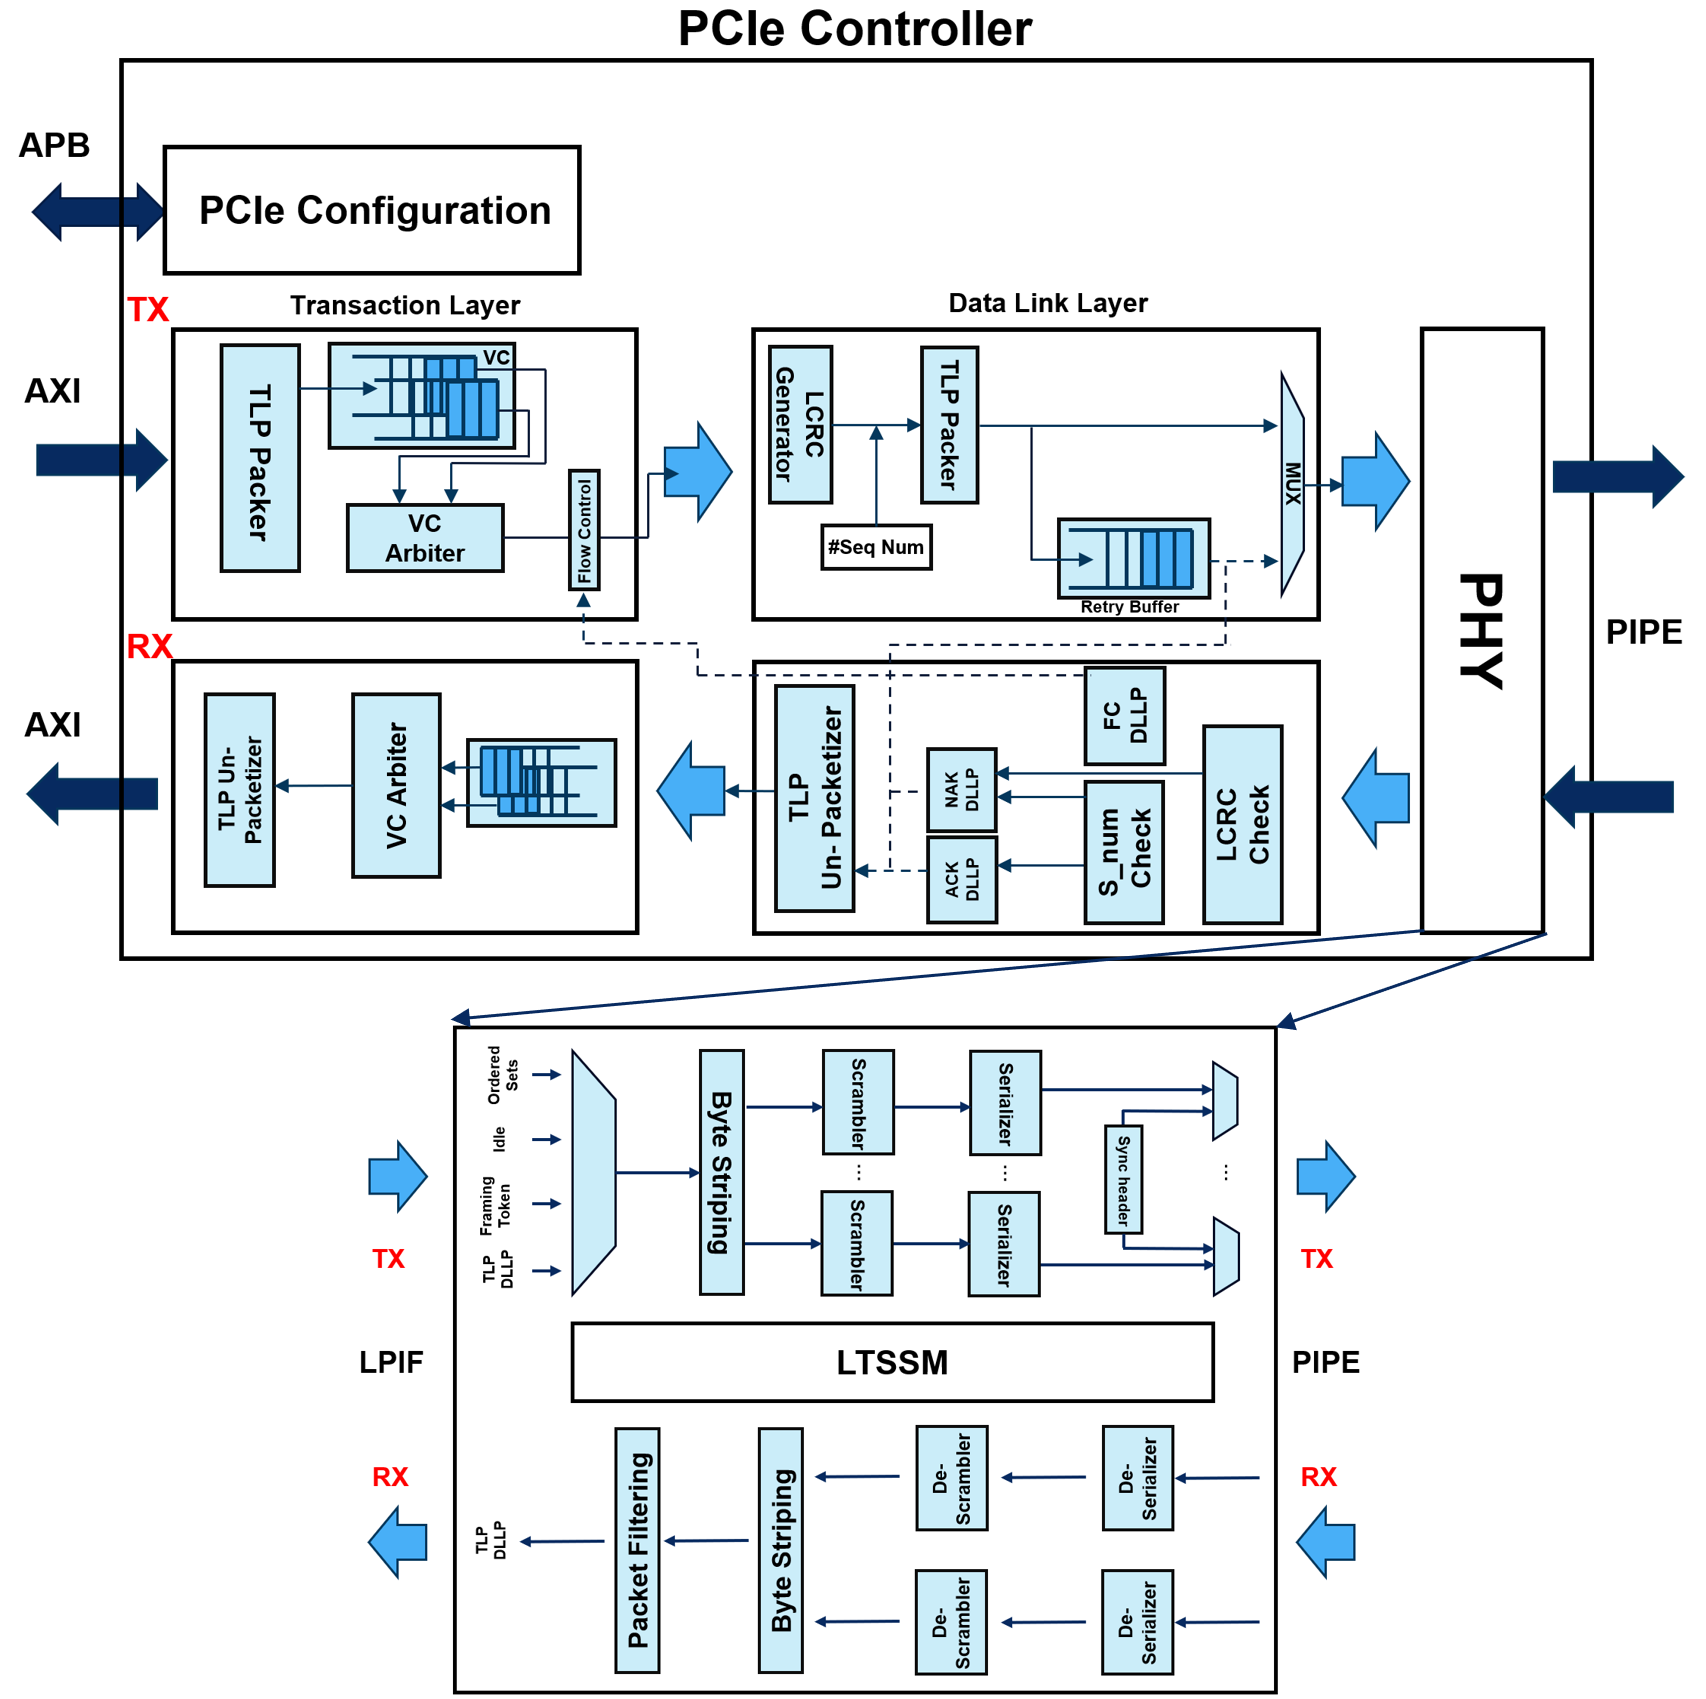 PCIe Controller
APB
PCIe Configuration
TX
Transaction Layer
Data Link Layer
AXI
TLP Packer
VC
VC
Arbiter
Flow Control
LCRC
Generator
#Seq Num
TLP Packer
Retry Buffer
MUX
PHY
PIPE
RX
AXI
TLP Un-
Packetizer
VC Arbiter
TLP
Un- Packetizer
NAK
DLLP
ACK
DLLP
FC
DLLP
S_num
Check
LCRC
Check
Ordered
Sets
Idle
Framing
Token
TLP
DLLP
Byte Striping
Scrambler
...
Scrambler
Serializer
...
Serializer
Sync header
...
TX
TX
LPIF
LTSSM
PIPE
RX
RX
TLP
DLLP
Packet Filtering
Byte Striping
De-
Scrambler
De-
Serializer
De-
Scrambler
De-
Serializer